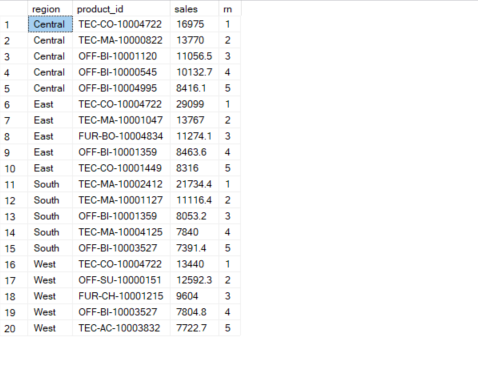 region product_id sales rn
1 Central TEC-CO-10004722 16975 1
2 Central TEC-MA-10000822 13770 2
3 Central OFF-BI-10001120 11056.5 3
4 Central OFF-BI-10000545 10132.7 4
5 Central OFF-BI-10004995 8416.1 5
6 East TEC-CO-10004722 29099 1
7 East TEC-MA-10001047 13767 2
8 East FUR-BO-10004834 11274.1 3
9 East OFF-BI-10001359 8463.6 4
10 East TEC-CO-10001449 8316 5
11 South TEC-MA-10002412 21734.4 1
12 South TEC-MA-10001127 11116.4 2
13 South OFF-BI-10001359 8053.2 3
14 South TEC-MA-10004125 7840 4
15 South OFF-BI-10003527 7391.4 5
16 West TEC-CO-10004722 13440 1
17 West OFF-SU-10000151 12592.3 2
18 West FUR-CH-10001215 9604 3
19 West OFF-BI-10003527 7804.8 4
20 West TEC-AC-10003832 7722.7 5